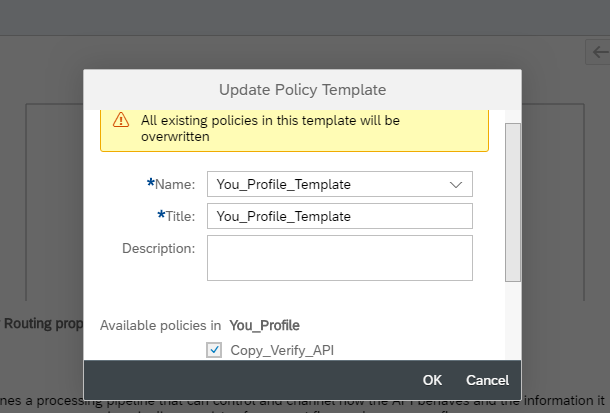 Update Policy Template
All existing policies in this template will be
overwritten
*Name: You_Profile_Template
*Title: You_Profile_Template
Description:
Routing prop
Available policies in You_Profile
Copy_Verify_API
OK Cancel
nes a processing pipeline that can control and channel how the API behaves and the information it